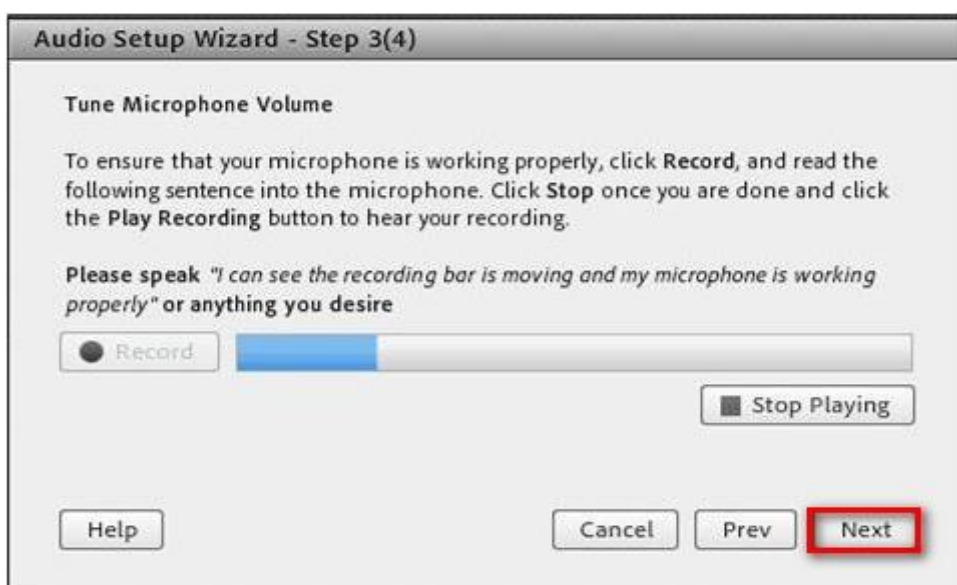 Audio Setup Wizard - Step 3(4)
Tune Microphone Volume
To ensure that your microphone is working properly, click Record, and read the
following sentence into the microphone. Click Stop once you are done and click
the Play Recording button to hear your recording.
Please speak "I can see the recording bar is moving and my microphone is working
properly" or anything you desire
Record
Stop Playing
Help Cancel Prev Next